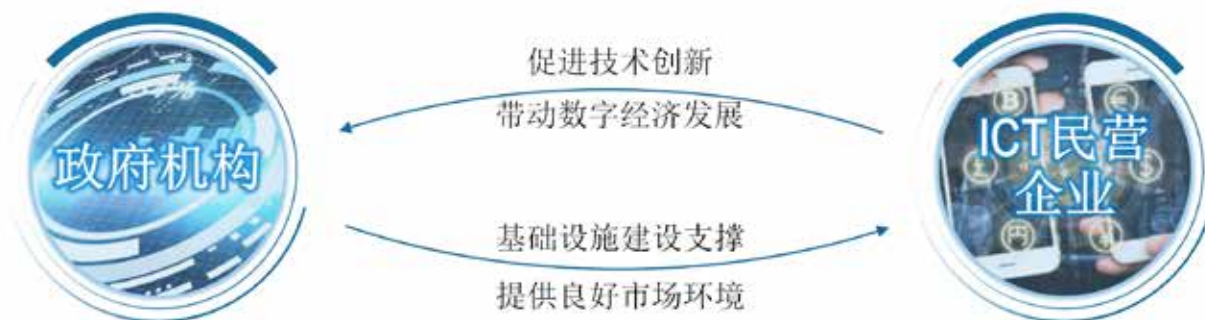 促进技术创新
带动数字经济发展
政府机构
ICT民营
企业
基础设施建设支撑
提供良好市场环境